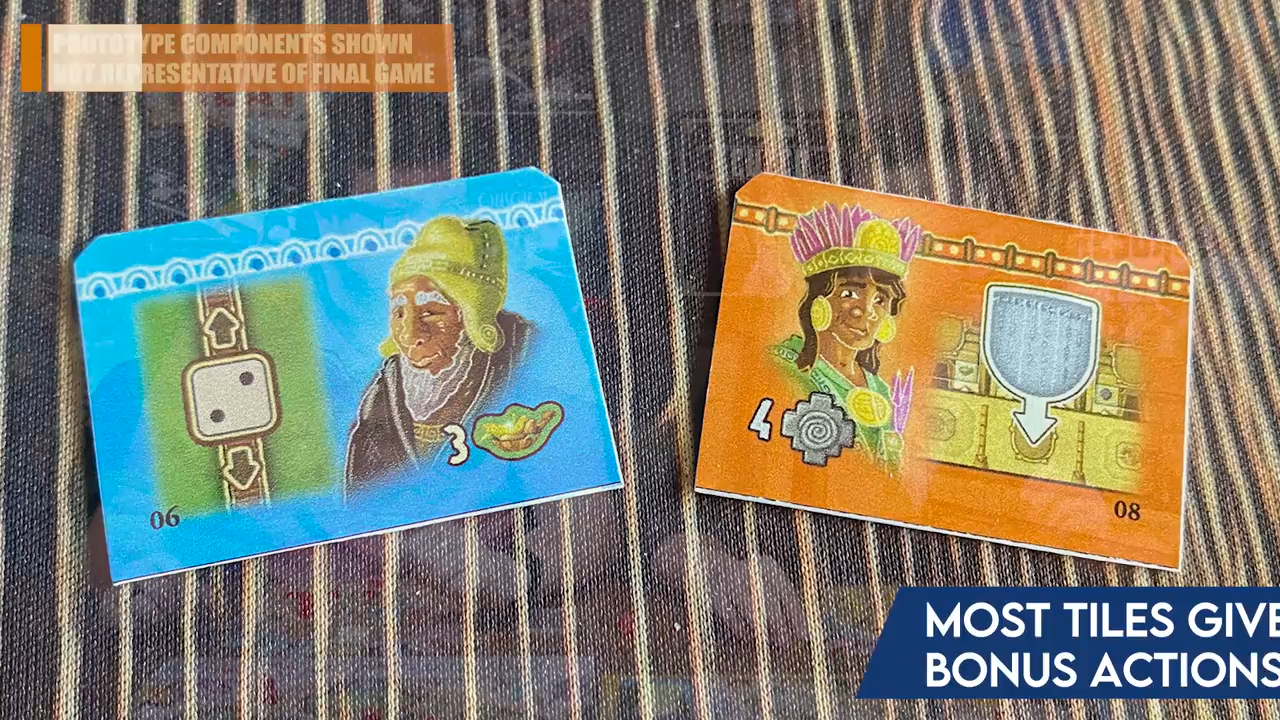 PROTOTYPE COMPONENTS SHOWN
NOT REPRESENTATIVE OF FINAL GAME
3
06
4
08
MOST TILES GIVE
BONUS ACTIONS